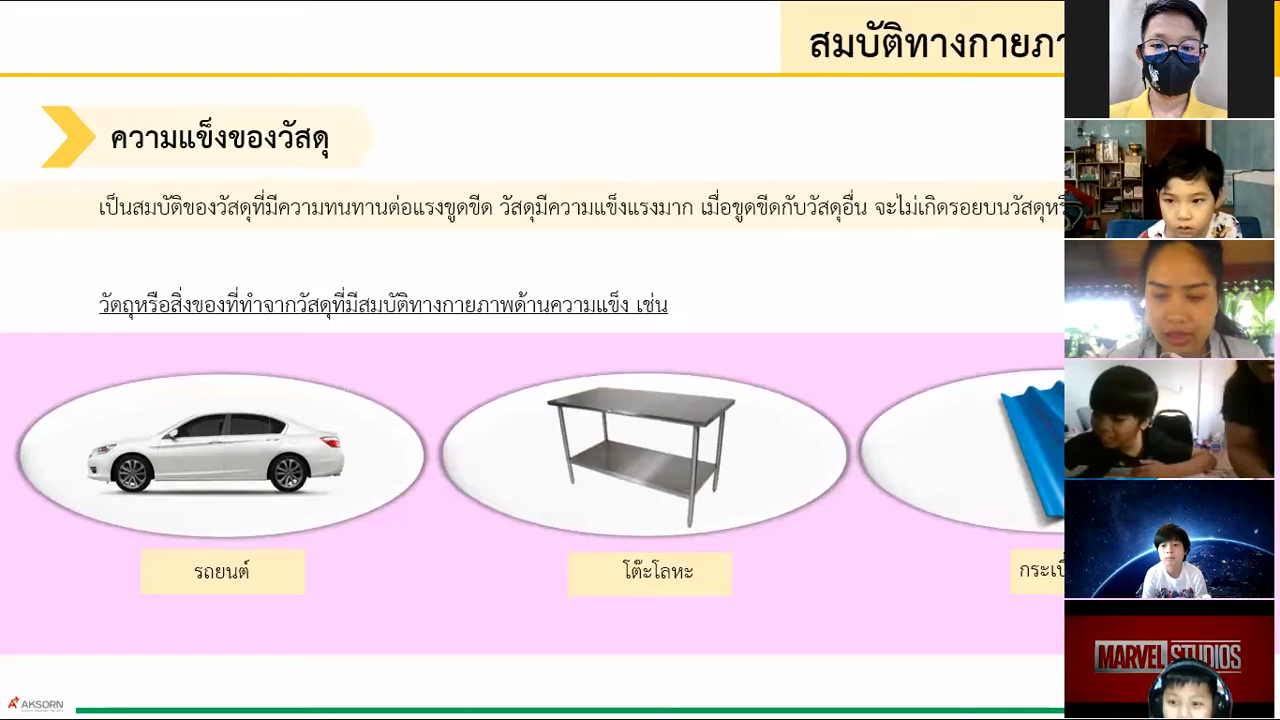 สมบัติทางกายภา
ความแข็งของวัสดุ
เป็นสมบัติของวัสดุที่มีความทนทานต่อแรงขูดขีด วัสดุมีความแข็งแรงมาก เมื่อขูดขีดกับวัสดุอื่น จะไม่เกิดรอยบนวัสดุหรื
วัตถุหรือสิ่งของที่ทำจากวัสดุที่มีสมบัติทางกายภาพด้านความแข็ง เช่น
รถยนต์
โต๊ะโลหะ
กระเบื้
AKSORN
MARVEL STUDIOS